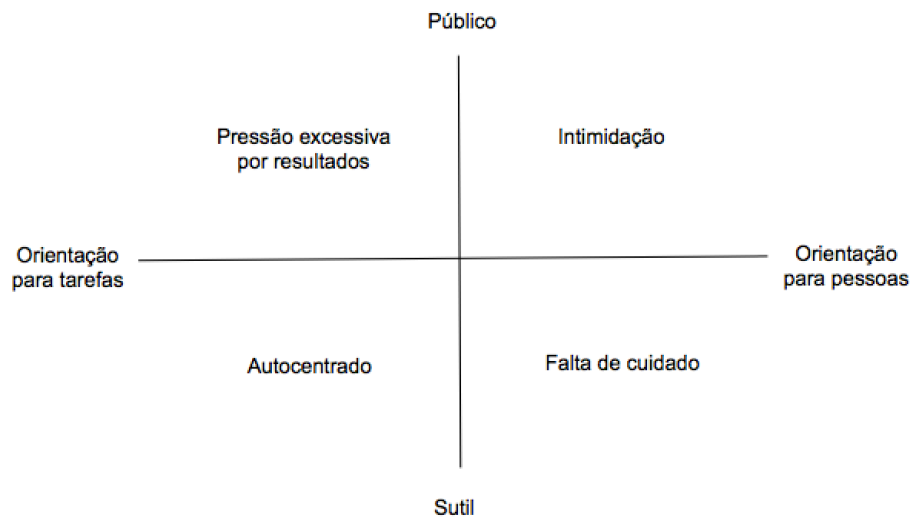 Público
Pressão excessiva
por resultados
Intimidação
Orientação
para tarefas
Orientação
para pessoas
Autocentrado
Falta de cuidado
Sutil